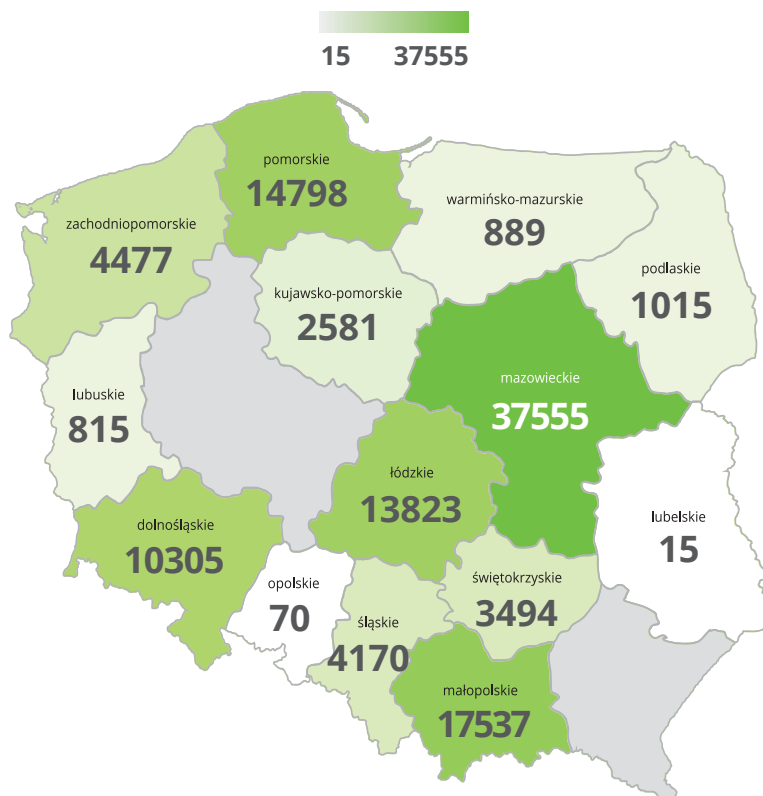 15 37555
pomorskie
14798
warmińsko-mazurskie
889
zachodniopomorskie
4477
podlaskie
1015
kujawsko-pomorskie
2581
mazowieckie
37555
lubuskie
815
łódzkie
13823
dolnośląskie
10305
lubelskie
15
opolskie
70
świętokrzyskie
3494
śląskie
4170
małopolskie
17537